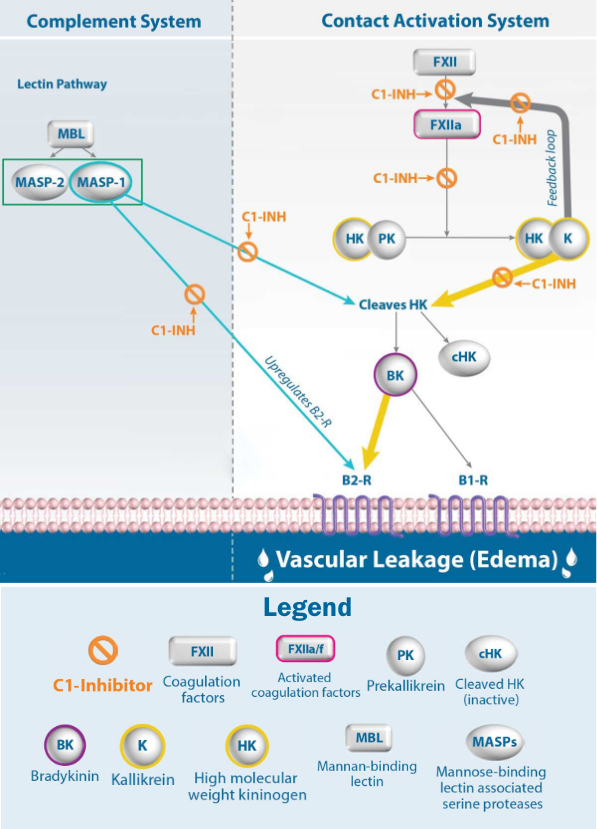 Complement System
Contact Activation System
Lectin Pathway
MBL
MASP-2
MASP-1
FXII
C1-INH
FXIIa
C1-INH
Feedback loop
C1-INH
C1-INH
HK
PK
HK
K
C1-INH
C1-INH
Cleaves HK
C1-INH
cHK
BK
Upregulates B2-R
B2-R
B1-R
Vascular Leakage (Edema)
Legend
C1-Inhibitor
FXII
Coagulation
factors
FXIIa/f
Activated
coagulation factors
PK
Prekallikrein
cHK
Cleaved HK
(inactive)
BK
Bradykinin
K
Kallikrein
HK
High molecular
weight kininogen
MBL
Mannan-binding
lectin
MASPs
Mannose-binding
lectin associated
serine proteases